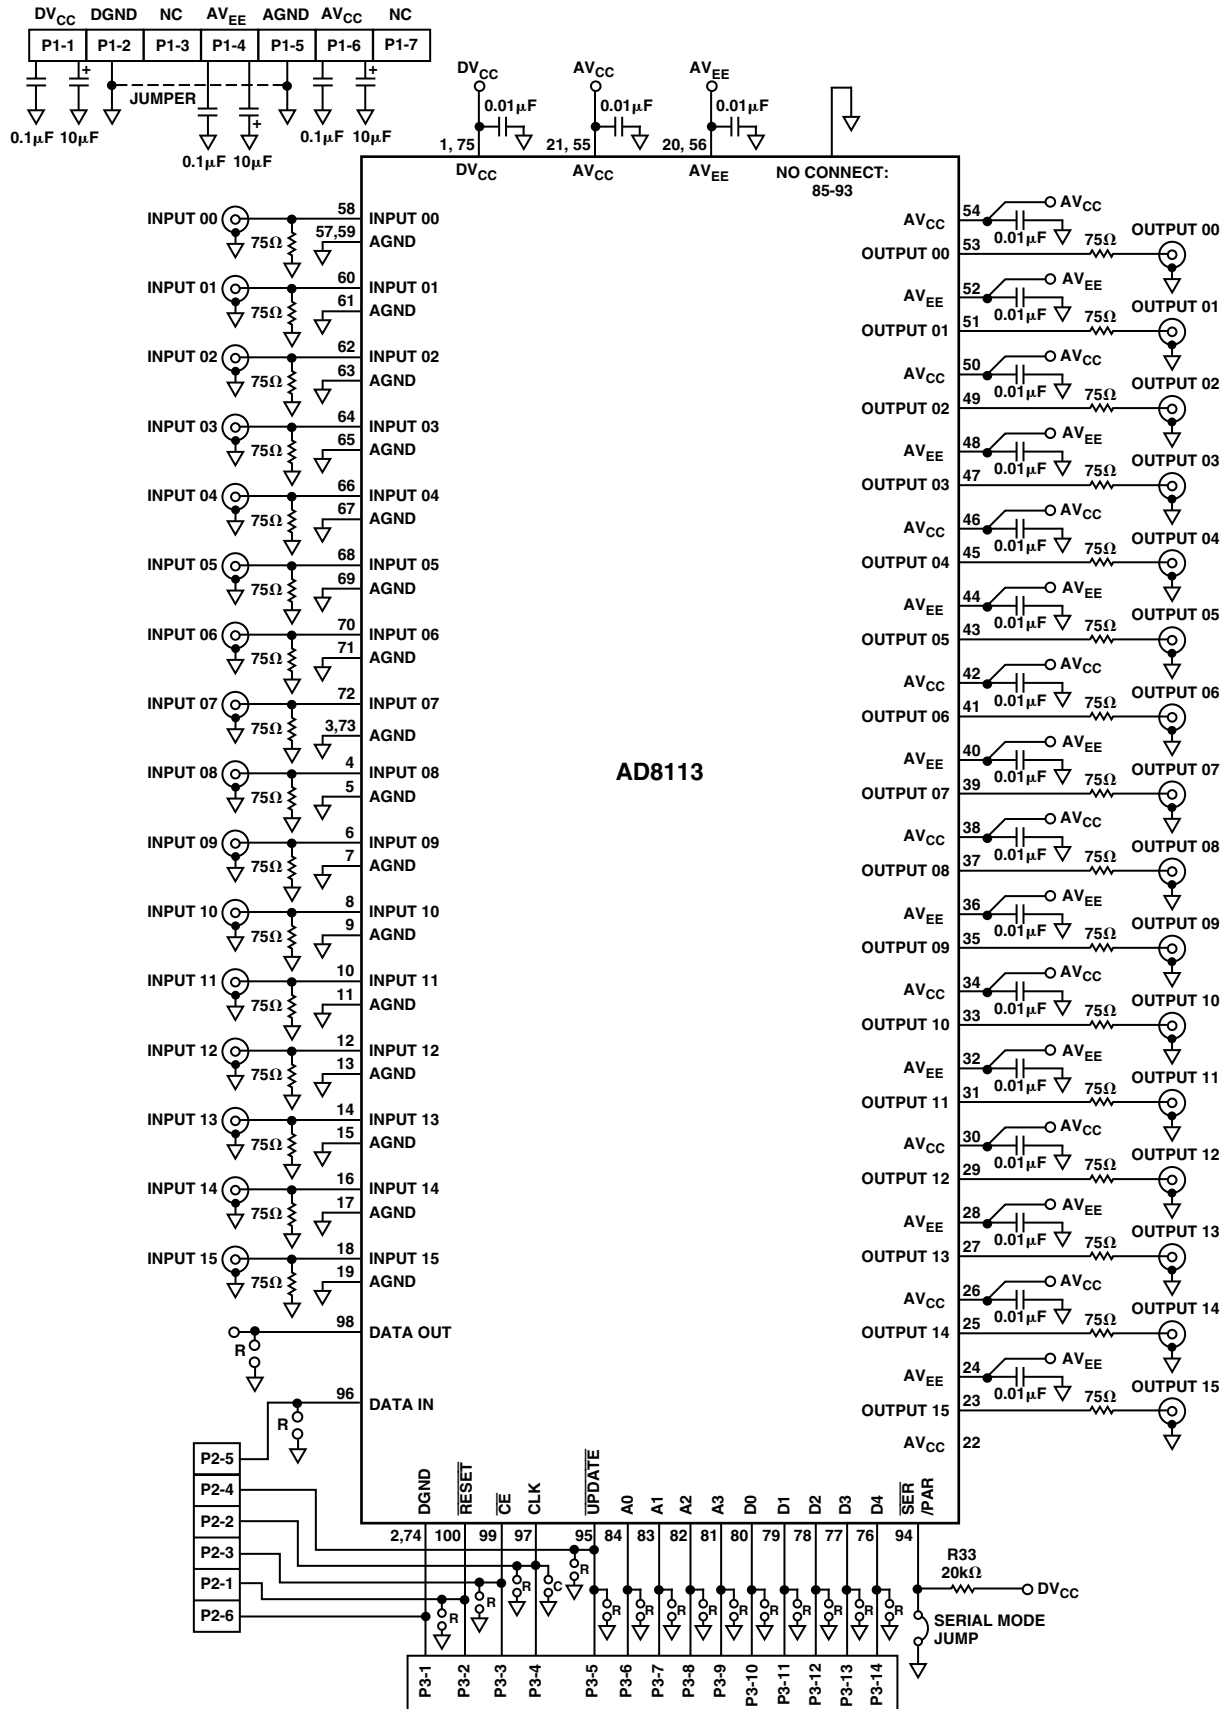 DVCC DGND NC AVEE AGND AVCC NC
P1-1 P1-2 P1-3 P1-4 P1-5 P1-6 P1-7
+ +
JUMPER
+
0.1µF 10µF 0.1µF 10µF
0.1µF 10µF
DVCC AVCC AVEE
0.01µF 0.01µF 0.01µF
1, 75 21, 55 20, 56
DVCC AVCC AVEE NO CONNECT:
85-93
INPUT 00 58 INPUT 00
75Ω 57,59 AGND
INPUT 01 60 INPUT 01
75Ω 61 AGND
INPUT 02 62 INPUT 02
75Ω 63 AGND
INPUT 03 64 INPUT 03
75Ω 65 AGND
INPUT 04 66 INPUT 04
75Ω 67 AGND
INPUT 05 68 INPUT 05
75Ω 69 AGND
INPUT 06 70 INPUT 06
75Ω 71 AGND
INPUT 07 72 INPUT 07
75Ω 3,73 AGND
INPUT 08 4 INPUT 08
75Ω 5 AGND
INPUT 09 6 INPUT 09
75Ω 7 AGND
INPUT 10 8 INPUT 10
75Ω 9 AGND
INPUT 11 10 INPUT 11
75Ω 11 AGND
INPUT 12 12 INPUT 12
75Ω 13 AGND
INPUT 13 14 INPUT 13
75Ω 15 AGND
INPUT 14 16 INPUT 14
75Ω 17 AGND
INPUT 15 18 INPUT 15
75Ω 19 AGND
98 DATA OUT
R
96 DATA IN
R
AD8113
AVCC 54 AVCC
0.01µF
OUTPUT 00 53 75Ω OUTPUT 00
AVEE 52 AVEE
0.01µF
OUTPUT 01 51 75Ω OUTPUT 01
AVCC 50 AVCC
0.01µF
OUTPUT 02 49 75Ω OUTPUT 02
AVEE 48 AVEE
0.01µF
OUTPUT 03 47 75Ω OUTPUT 03
AVCC 46 AVCC
0.01µF
OUTPUT 04 45 75Ω OUTPUT 04
AVEE 44 AVEE
0.01µF
OUTPUT 05 43 75Ω OUTPUT 05
AVCC 42 AVCC
0.01µF
OUTPUT 06 41 75Ω OUTPUT 06
AVEE 40 AVEE
0.01µF
OUTPUT 07 39 75Ω OUTPUT 07
AVCC 38 AVCC
0.01µF
OUTPUT 08 37 75Ω OUTPUT 08
AVEE 36 AVEE
0.01µF
OUTPUT 09 35 75Ω OUTPUT 09
AVCC 34 AVCC
0.01µF
OUTPUT 10 33 75Ω OUTPUT 10
AVEE 32 AVEE
0.01µF
OUTPUT 11 31 75Ω OUTPUT 11
AVCC 30 AVCC
0.01µF
OUTPUT 12 29 75Ω OUTPUT 12
AVEE 28 AVEE
0.01µF
OUTPUT 13 27 75Ω OUTPUT 13
AVCC 26 AVCC
0.01µF
OUTPUT 14 25 75Ω OUTPUT 14
AVEE 24 AVEE
0.01µF
OUTPUT 15 23 75Ω OUTPUT 15
AVCC 22
P2-5
P2-4
P2-2
P2-3
P2-1
P2-6
DGND RESET CE CLK UPDATE A0 A1 A2 A3 D0 D1 D2 D3 D4 SER
/PAR
2,74 100 99 97 95 84 83 82 81 80 79 78 77 76 94
R R R C R
R R R R R R R R R R
R33
20kΩ
DVCC
SERIAL MODE
JUMP
P3-1 P3-2 P3-3 P3-4 P3-5 P3-6 P3-7 P3-8 P3-9 P3-10 P3-11 P3-12 P3-13 P3-14